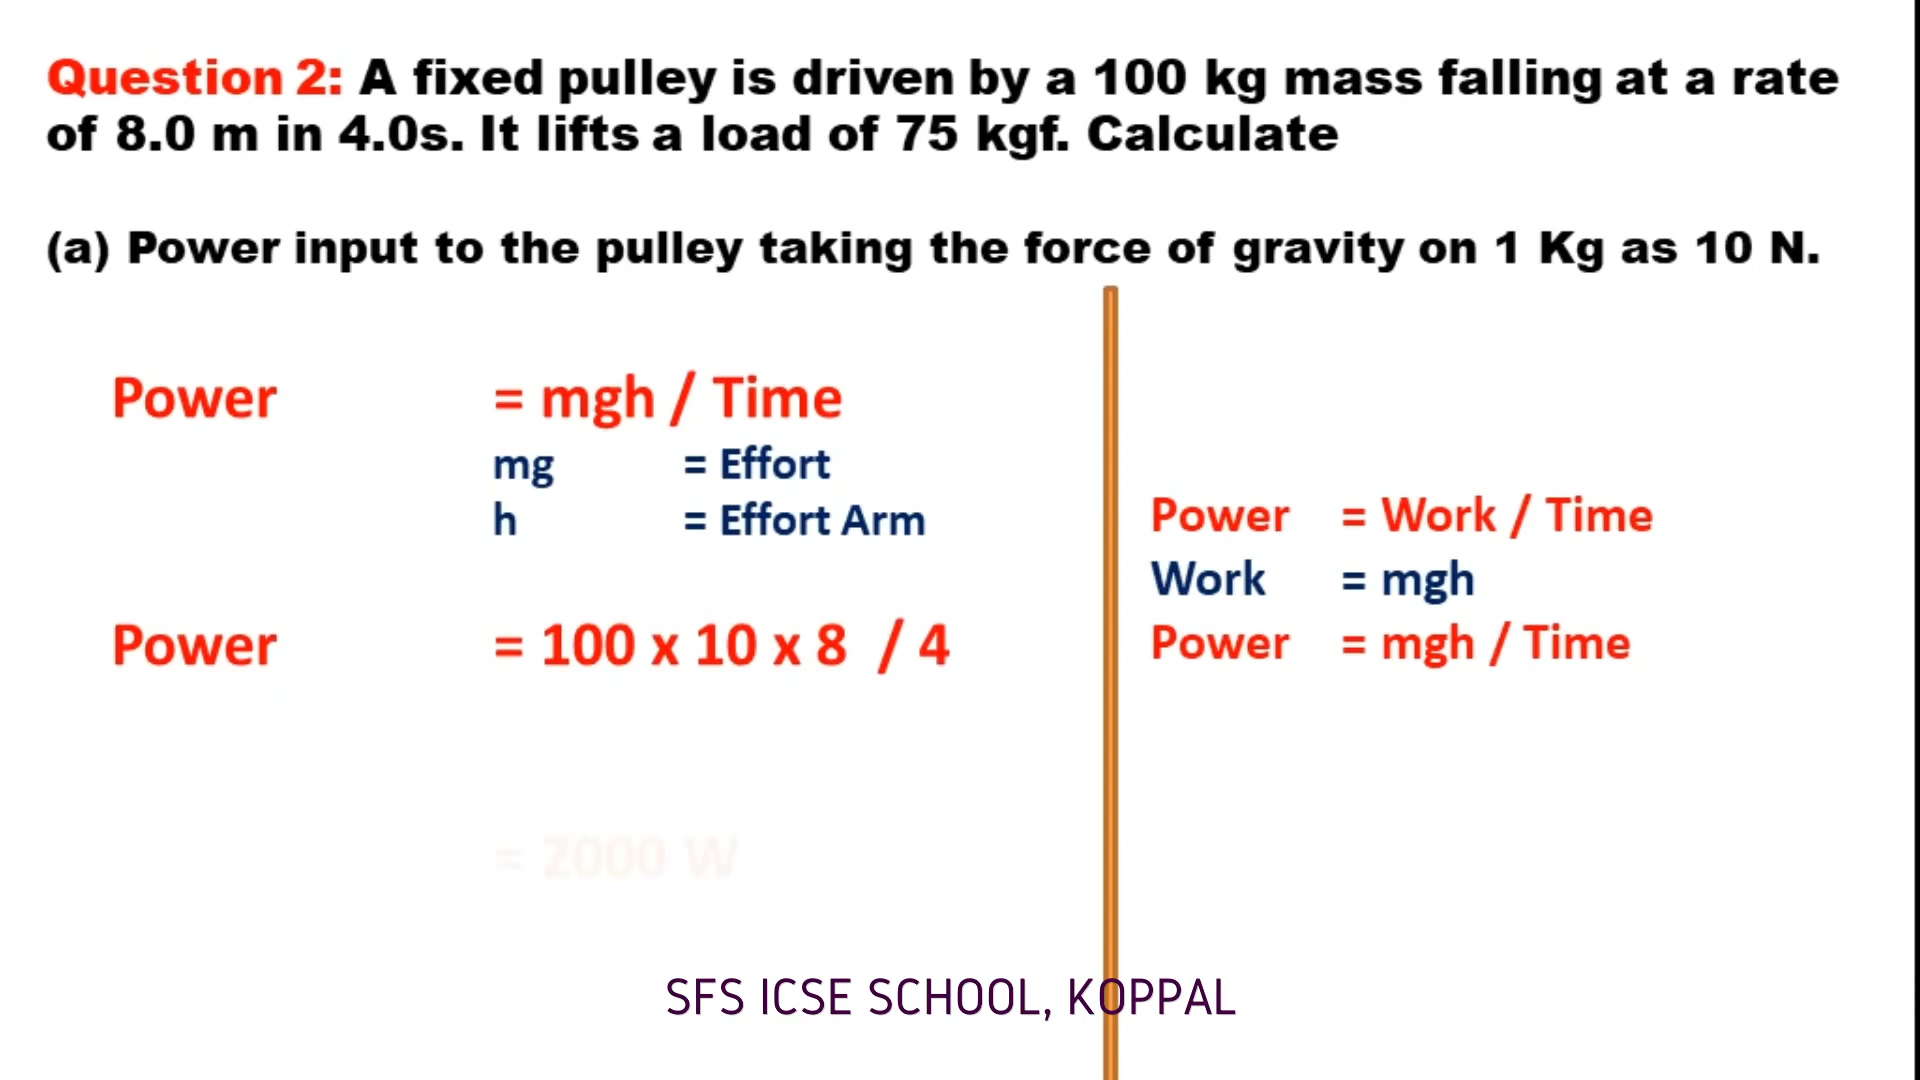 Question 2: A fixed pulley is driven by a 100 kg mass falling at a rate
of 8.0 m in 4.0s. It lifts a load of 75 kgf. Calculate
(a) Power input to the pulley taking the force of gravity on 1 Kg as 10 N.
Power = mgh / Time
mg = Effort
h = Effort Arm
Power = 100 x 10 x 8 / 4
= 2000 W
Power = Work / Time
Work = mgh
Power = mgh / Time
SFS ICSE SCHOOL, KOPPAL